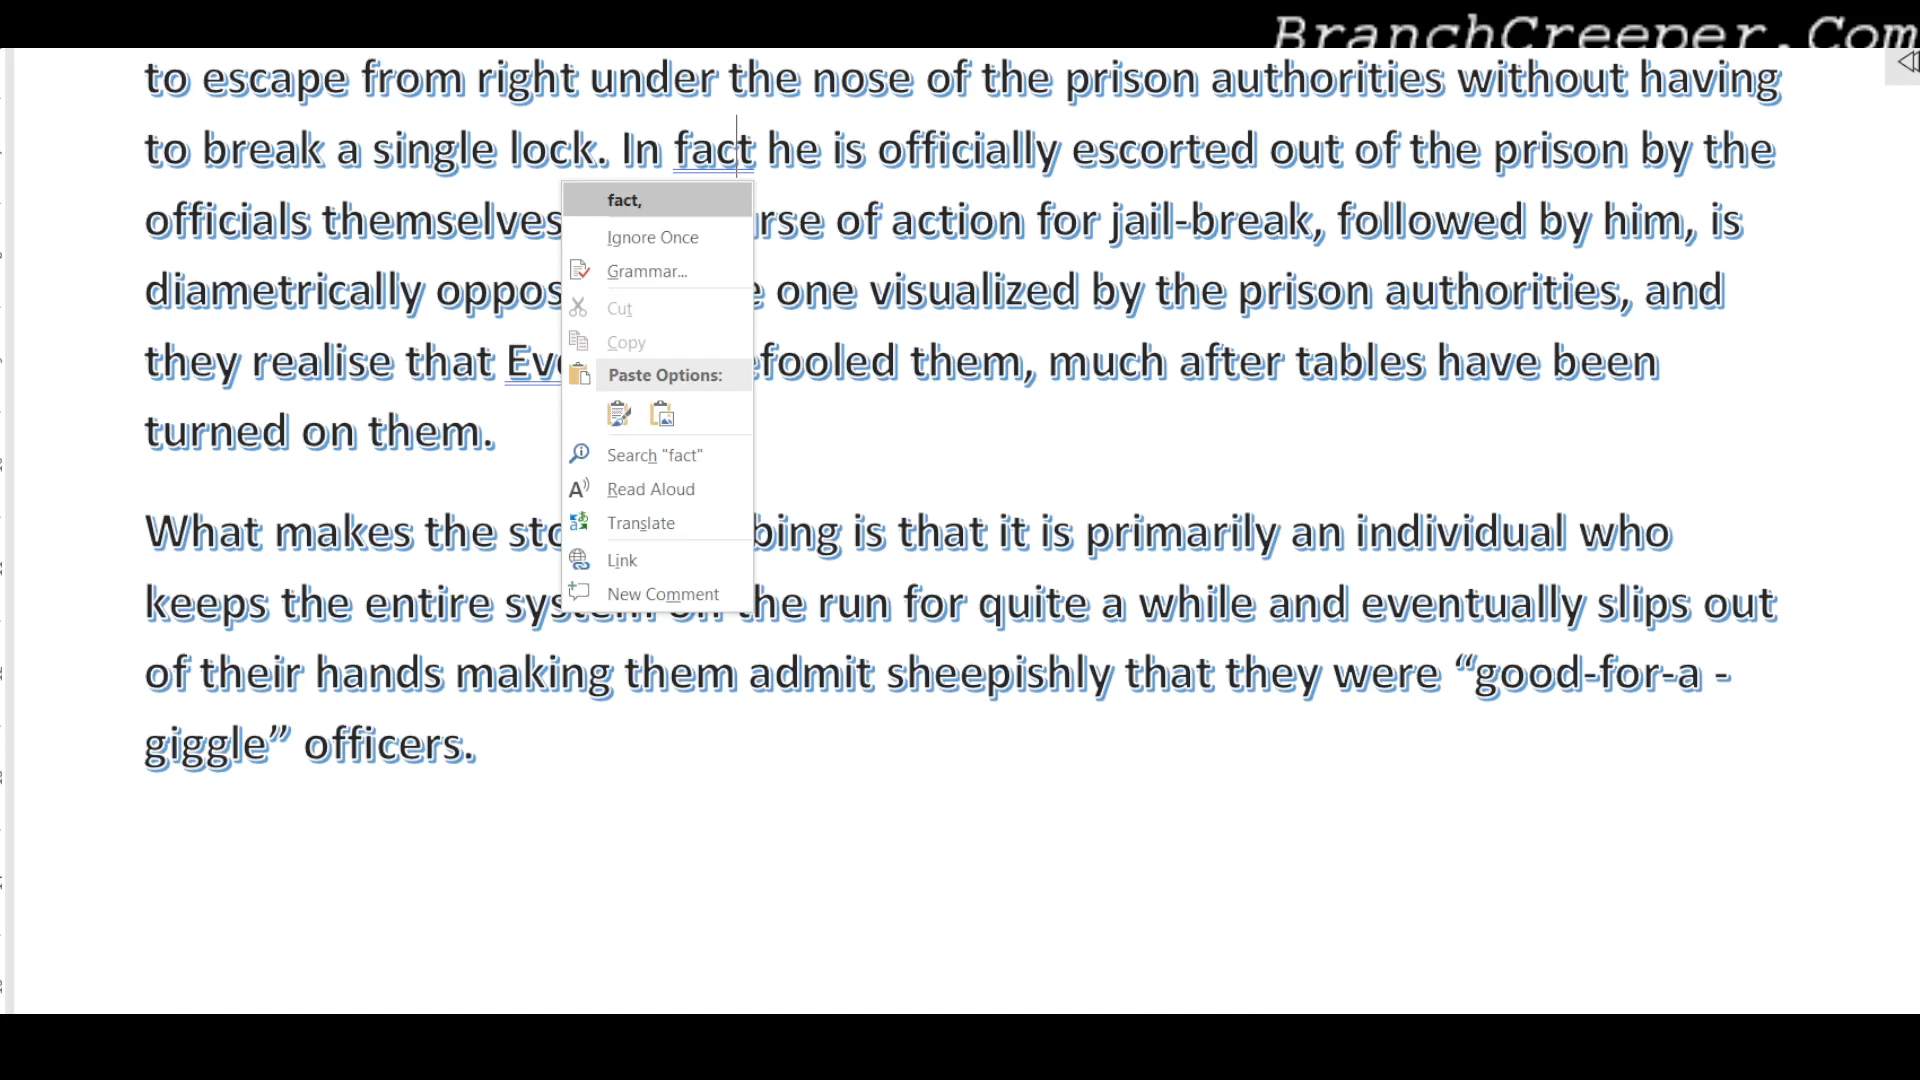 BranchCreeper.Com
to escape from right under the nose of the prison authorities without having
to break a single lock. In fact he is officially escorted out of the prison by the
officials themselves rse of action for jail-break, followed by him, is
diametrically oppos e one visualized by the prison authorities, and
they realise that Eve efooled them, much after tables have been
turned on them.
fact,
Ignore Once
Grammar...
Cut
Copy
Paste Options:
Search "fact"
Read Aloud
Translate
Link
New Comment
What makes the sto bing is that it is primarily an individual who
keeps the entire system on the run for quite a while and eventually slips out
of their hands making them admit sheepishly that they were “good-for-a -
giggle” officers.